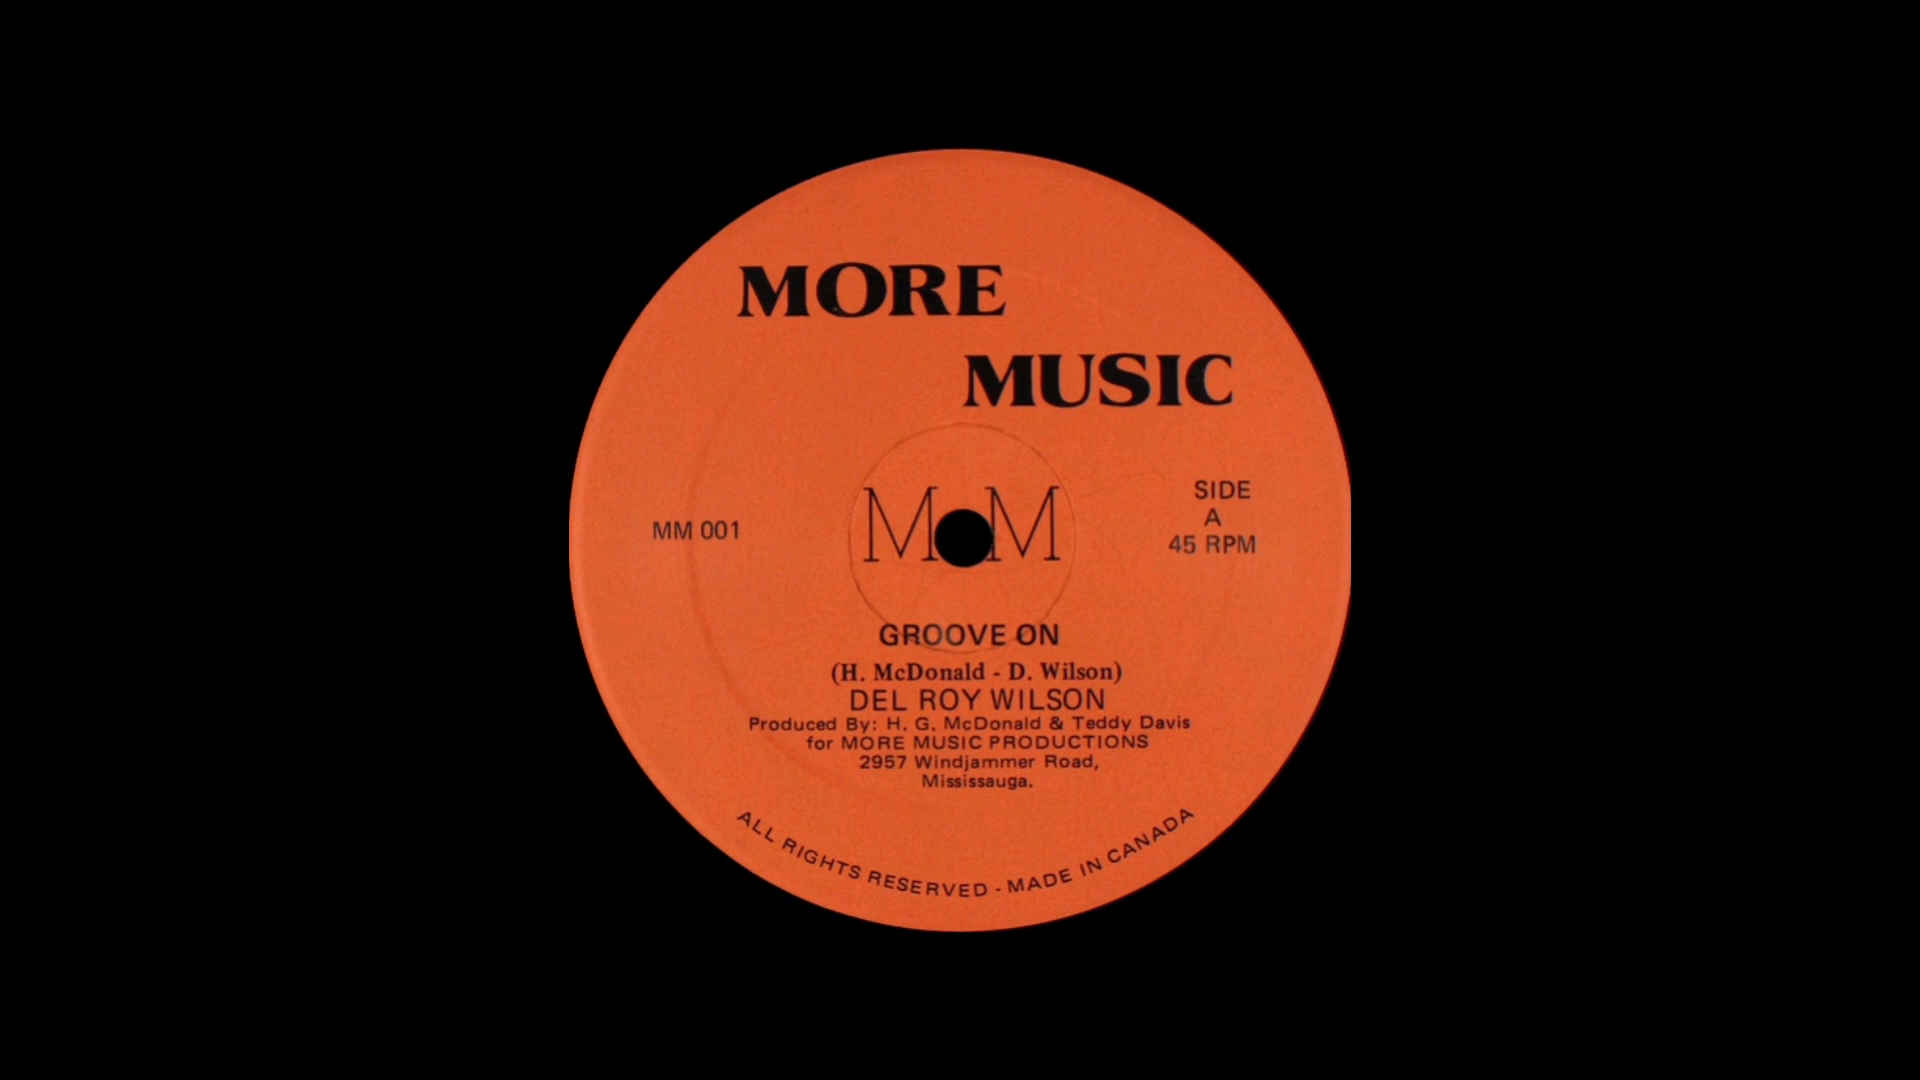 MORE
MUSIC
M M
MM 001
SIDE
A
45 RPM
GROOVE ON
(H. McDonald - D. Wilson)
DEL ROY WILSON
Produced By: H. G. McDonald & Teddy Davis
for MORE MUSIC PRODUCTIONS
2957 Windjammer Road,
Mississauga.
ALL RIGHTS RESERVED - MADE IN CANADA